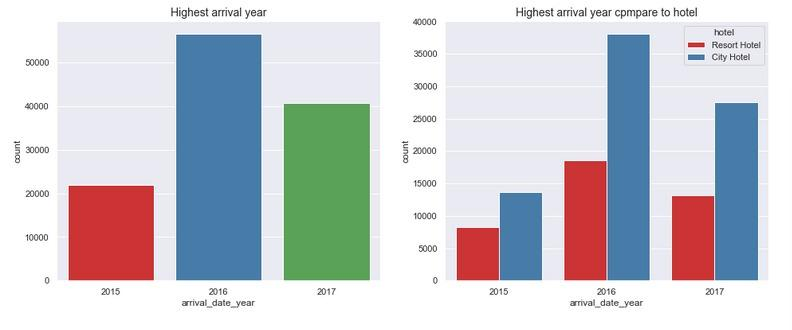 Highest arrival year
50000
40000
30000
20000
10000
0
count
2015
2016
2017
arrival_date_year
Highest arrival year cpmpare to hotel
40000
35000
30000
25000
20000
15000
10000
5000
0
count
hotel
Resort Hotel
City Hotel
2015
2016
2017
arrival_date_year